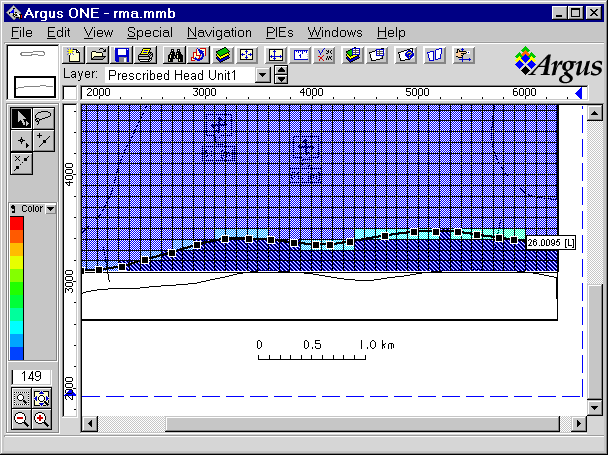 Argus ONE - rma.mmb
File Edit View Special Navigation PIEs Windows Help
Argus
Layer: Prescribed Head Unit1
2000 3000 4000 5000 6000
4000
Color
26.0095 [L]
3000
0 0.5 1.0 km
149
2000